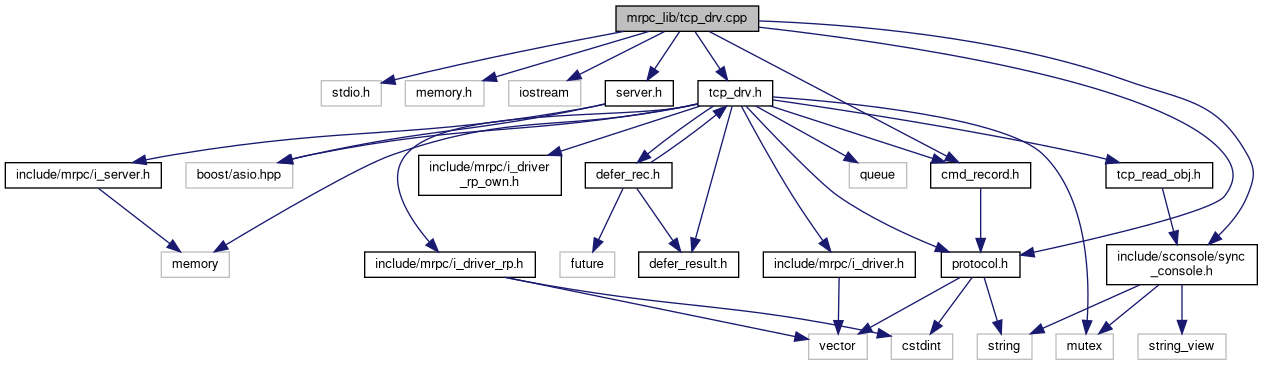 mrpc_lib/tcp_drv.cpp
stdio.h
memory.h
iostream
server.h
tcp_drv.h
include/mrpc/i_server.h
boost/asio.hpp
include/mrpc/i_driver
_rp_own.h
defer_rec.h
queue
cmd_record.h
tcp_read_obj.h
memory
include/mrpc/i_driver_rp.h
future
defer_result.h
include/mrpc/i_driver.h
protocol.h
include/sconsole/sync
_console.h
vector
cstdint
string
mutex
string_view